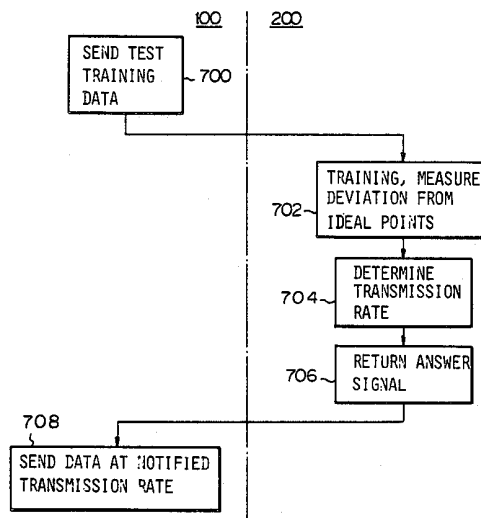 100 200
SEND TEST
TRAINING
DATA
700
TRAINING, MEASURE
DEVIATION FROM
IDEAL POINTS
702
DETERMINE
TRANSMISSION
RATE
704
RETURN ANSWER
SIGNAL
706
708
SEND DATA AT NOTIFIED
TRANSMISSION RATE